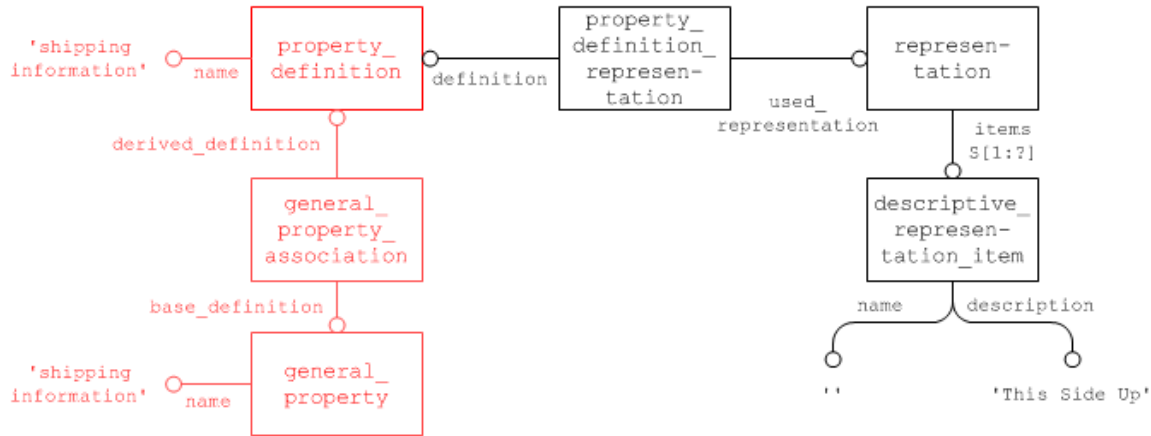 'shipping
information'
name
property_
definition
definition
property_
definition_
represen-
tation
used_
representation
represen-
tation
derived_definition
items
S[1:?]
general_
property_
association
descriptive_
represen-
tation_item
base_definition
name
description
'shipping
information'
name
general_
property
''
'This Side Up'